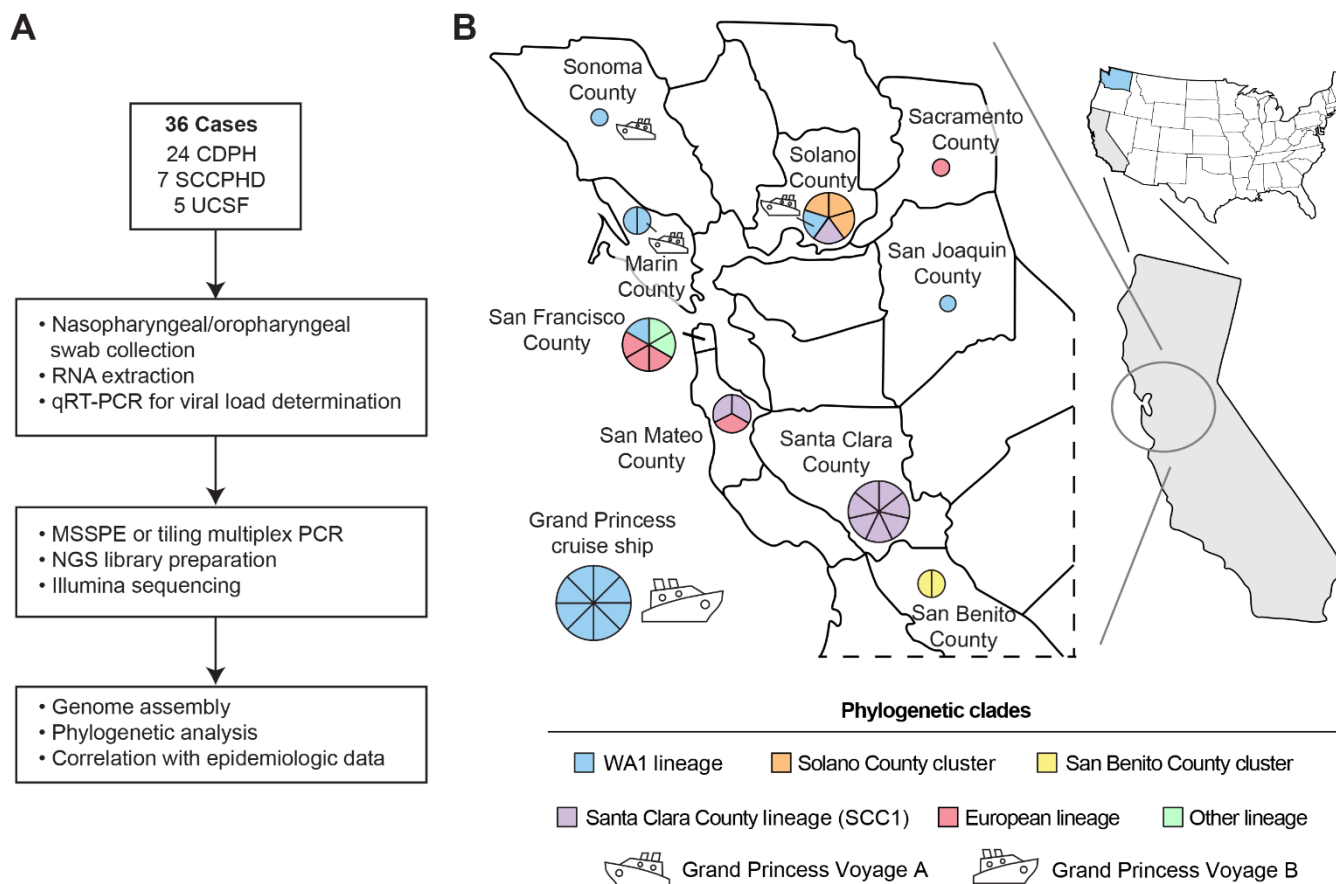 A
36 Cases
24 CDPH
7 SCCPHD
5 UCSF
• Nasopharyngeal/oropharyngeal
swab collection
• RNA extraction
• qRT-PCR for viral load determination
• MSSPE or tiling multiplex PCR
• NGS library preparation
• Illumina sequencing
• Genome assembly
• Phylogenetic analysis
• Correlation with epidemiologic data
B
Sonoma
County
Sacramento
County
Solano
County
Marin
County
San Joaquin
County
San Francisco
County
San Mateo
County
Santa Clara
County
Grand Princess
cruise ship
San Benito
County
Phylogenetic clades
WA1 lineage
Solano County cluster
San Benito County cluster
Santa Clara County lineage (SCC1)
European lineage
Other lineage
Grand Princess Voyage A
Grand Princess Voyage B